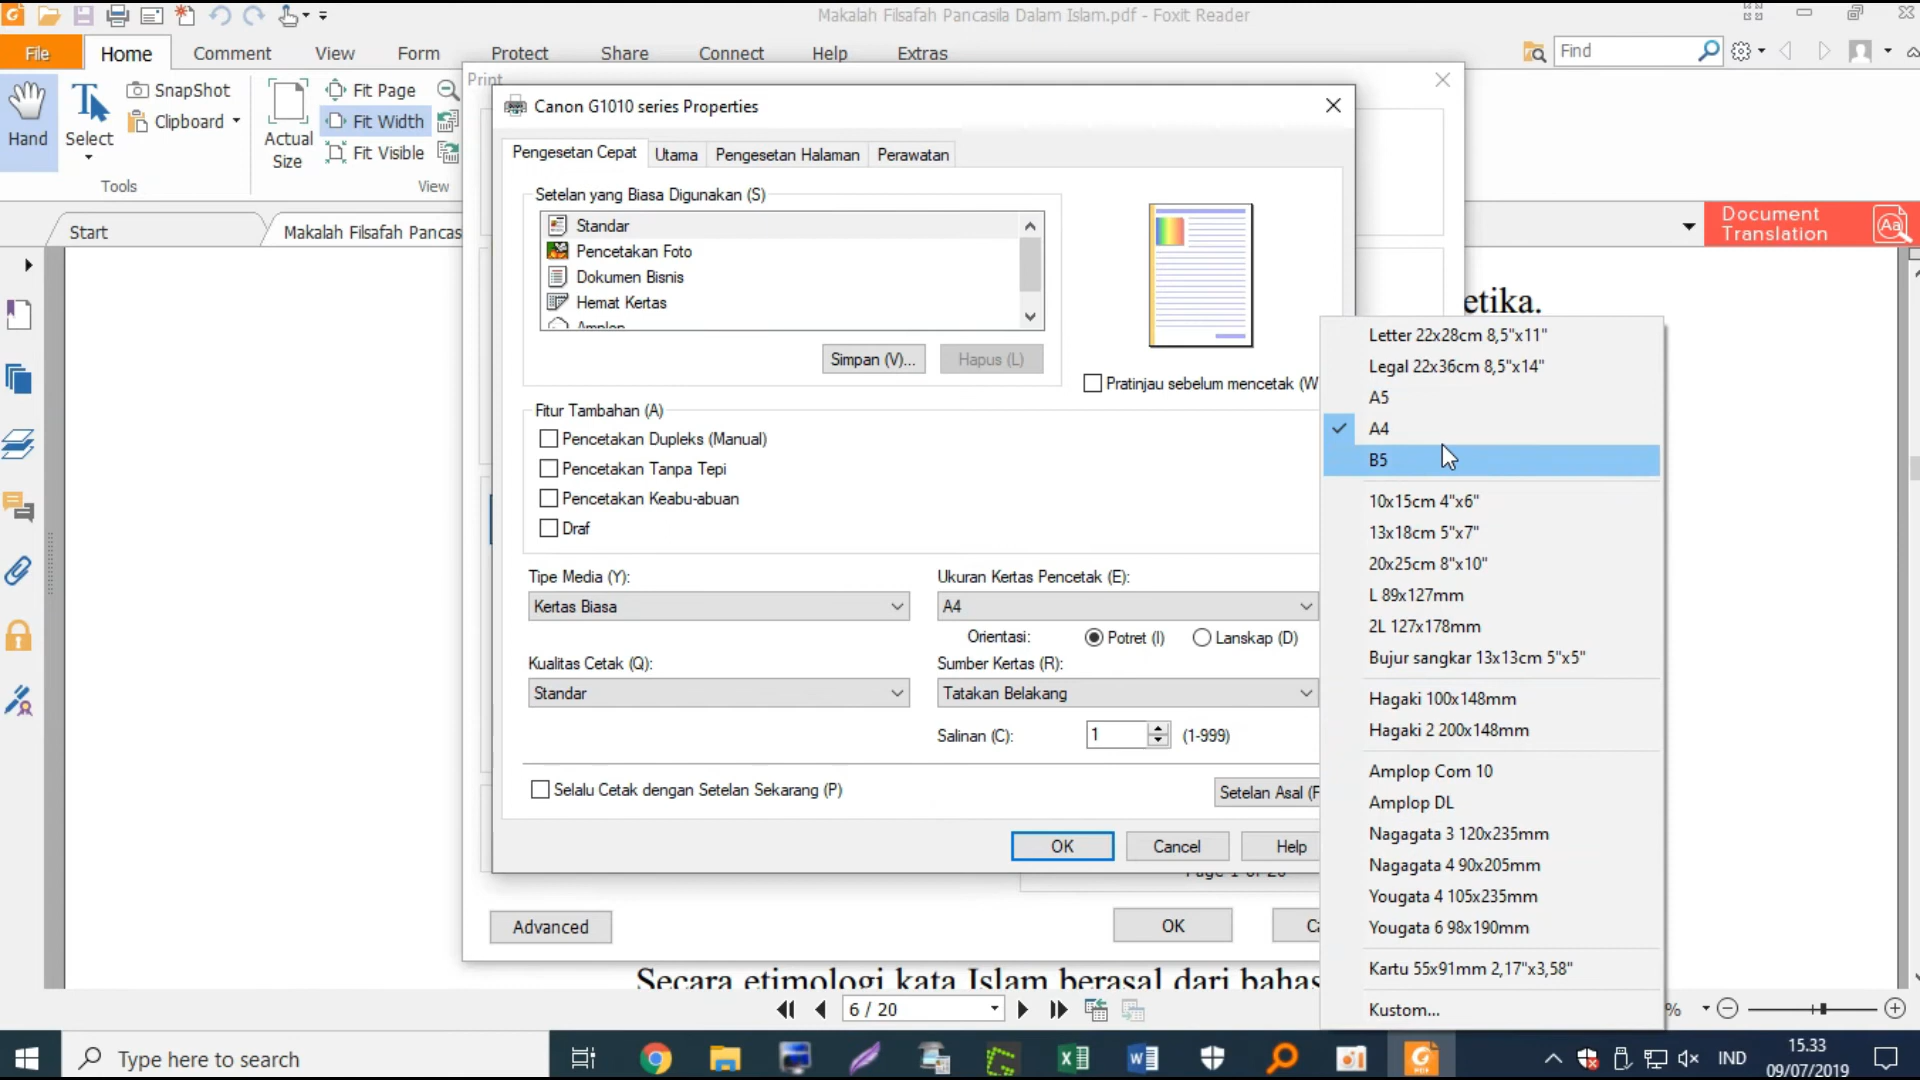 Makalah Filsafah Pancasila Dalam Islam.pdf - Foxit Reader
File
Home
Comment
View
Form
Protect
Share
Connect
Help
Extras
Find
Hand
Select
SnapShot
Clipboard
Actual
Size
Fit Page
Fit Width
Fit Visible
Tools
View
Start
Makalah Filsafah Pancas
Document
Translation
Print
Canon G1010 series Properties
Pengesetan Cepat
Utama
Pengesetan Halaman
Perawatan
Setelan yang Biasa Digunakan (S)
Standar
Pencetakan Foto
Dokumen Bisnis
Hemat Kertas
Amplop
Simpan (V)...
Hapus (L)
Pratinjau sebelum mencetak (W
Fitur Tambahan (A)
Pencetakan Dupleks (Manual)
Pencetakan Tanpa Tepi
Pencetakan Keabu-abuan
Draf
Tipe Media (Y):
Kertas Biasa
Ukuran Kertas Pencetak (E):
A4
Orientasi:
Potret (I)
Lanskap (D)
Kualitas Cetak (Q):
Standar
Sumber Kertas (R):
Tatakan Belakang
Salinan (C):
1
(1-999)
Selalu Cetak dengan Setelan Sekarang (P)
Setelan Asal (F
OK
Cancel
Help
Page 1 of 20
Advanced
OK
Ca
etika.
Letter 22x28cm 8,5"x11"
Legal 22x36cm 8,5"x14"
A5
A4
B5
10x15cm 4"x6"
13x18cm 5"x7"
20x25cm 8"x10"
L 89x127mm
2L 127x178mm
Bujur sangkar 13x13cm 5"x5"
Hagaki 100x148mm
Hagaki 2 200x148mm
Amplop Com 10
Amplop DL
Nagagata 3 120x235mm
Nagagata 4 90x205mm
Yougata 4 105x235mm
Yougata 6 98x190mm
Kartu 55x91mm 2,17"x3,58"
Kustom...
Secara etimologi kata Islam berasal dari bahas
6 / 20
%
Type here to search
IND
15.33
09/07/2019